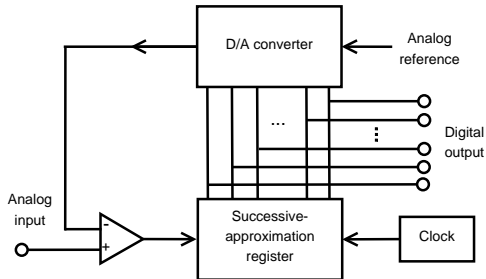 D/A converter
Analog
reference
...
...
Digital
output
Analog
input
-
+
Successive-
approximation
register
Clock